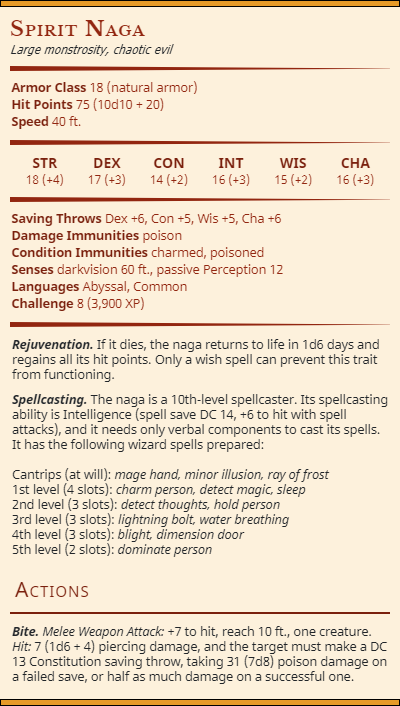 Spirit Naga
Large monstrosity, chaotic evil
Armor Class 18 (natural armor)
Hit Points 75 (10d10 + 20)
Speed 40 ft.
STR DEX CON INT WIS CHA
18 (+4) 17 (+3) 14 (+2) 16 (+3) 15 (+2) 16 (+3)
Saving Throws Dex +6, Con +5, Wis +5, Cha +6
Damage Immunities poison
Condition Immunities charmed, poisoned
Senses darkvision 60 ft., passive Perception 12
Languages Abyssal, Common
Challenge 8 (3,900 XP)
Rejuvenation. If it dies, the naga returns to life in 1d6 days and
regains all its hit points. Only a wish spell can prevent this trait
from functioning.
Spellcasting. The naga is a 10th-level spellcaster. Its spellcasting
ability is Intelligence (spell save DC 14, +6 to hit with spell
attacks), and it needs only verbal components to cast its spells.
It has the following wizard spells prepared:
Cantrips (at will): mage hand, minor illusion, ray of frost
1st level (4 slots): charm person, detect magic, sleep
2nd level (3 slots): detect thoughts, hold person
3rd level (3 slots): lightning bolt, water breathing
4th level (3 slots): blight, dimension door
5th level (2 slots): dominate person
Actions
Bite. Melee Weapon Attack: +7 to hit, reach 10 ft., one creature.
Hit: 7 (1d6 + 4) piercing damage, and the target must make a DC
13 Constitution saving throw, taking 31 (7d8) poison damage on
a failed save, or half as much damage on a successful one.